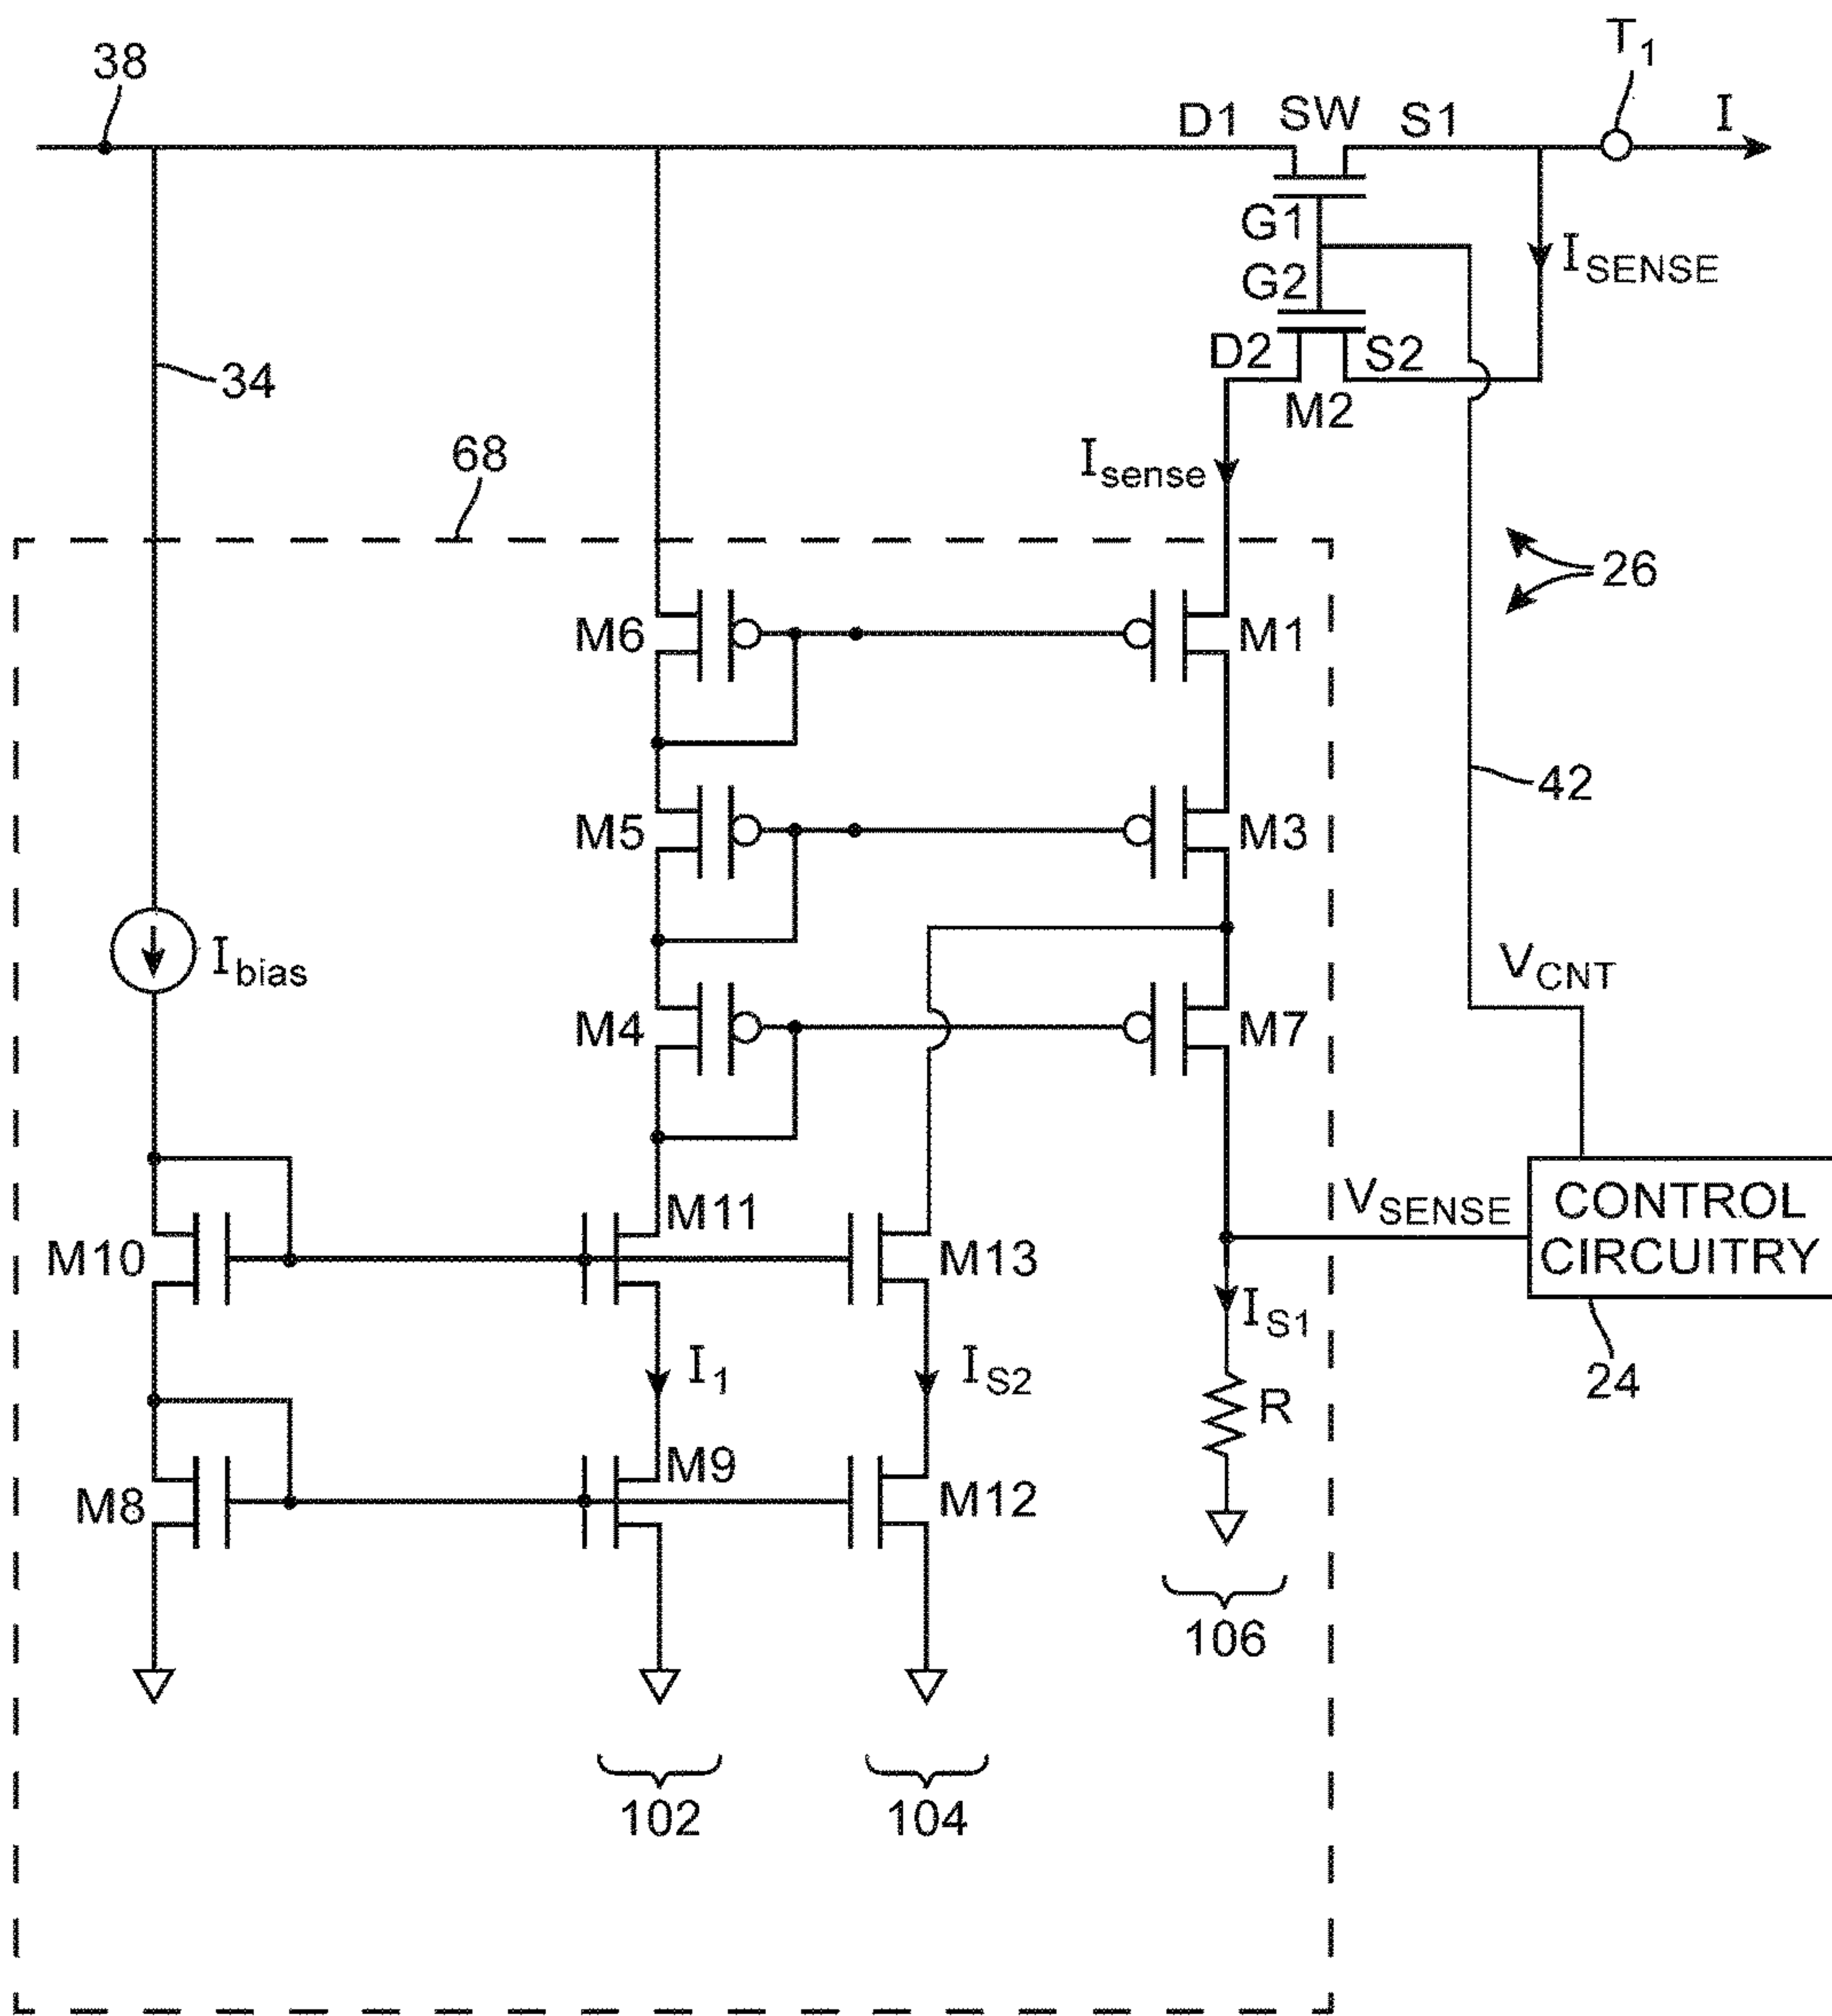 T1
38
D1 SW S1 I
G1
G2 ISENSE
D2 S2
34
M2
68
Isense
26
M6 M1
42
M5 M3
Ibias VCNT
M4 M7
M11 VSENSE CONTROL
CIRCUITRY
M10 M13
IS1
I1 IS2
24
R
M9
M8 M12
106
102 104